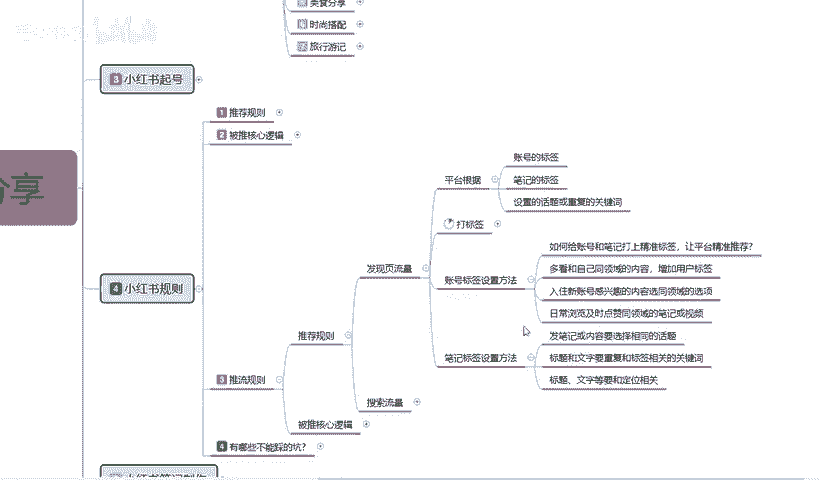 美食分享
时尚搭配
旅行游记
3 小红书起号
1 推荐规则
2 被推核心逻辑
分享
4 小红书规则
3 推流规则
推荐规则
发现页流量
平台根据
账号的标签
笔记的标签
设置的话题或重复的关键词
打标签
账号标签设置方法
如何给账号和笔记打上精准标签，让平台精准推荐？
多看和自己同领域的内容，增加用户标签
入住新账号感兴趣的内容选同领域的选项
日常浏览及时点赞同领域的笔记或视频
笔记标签设置方法
发笔记或内容要选择相同的话题
标题和文字要重复和标签相关的关键词
标题、文字等要和定位相关
搜索流量
被推核心逻辑
4 有哪些不能踩的坑？
小红书笔记制作